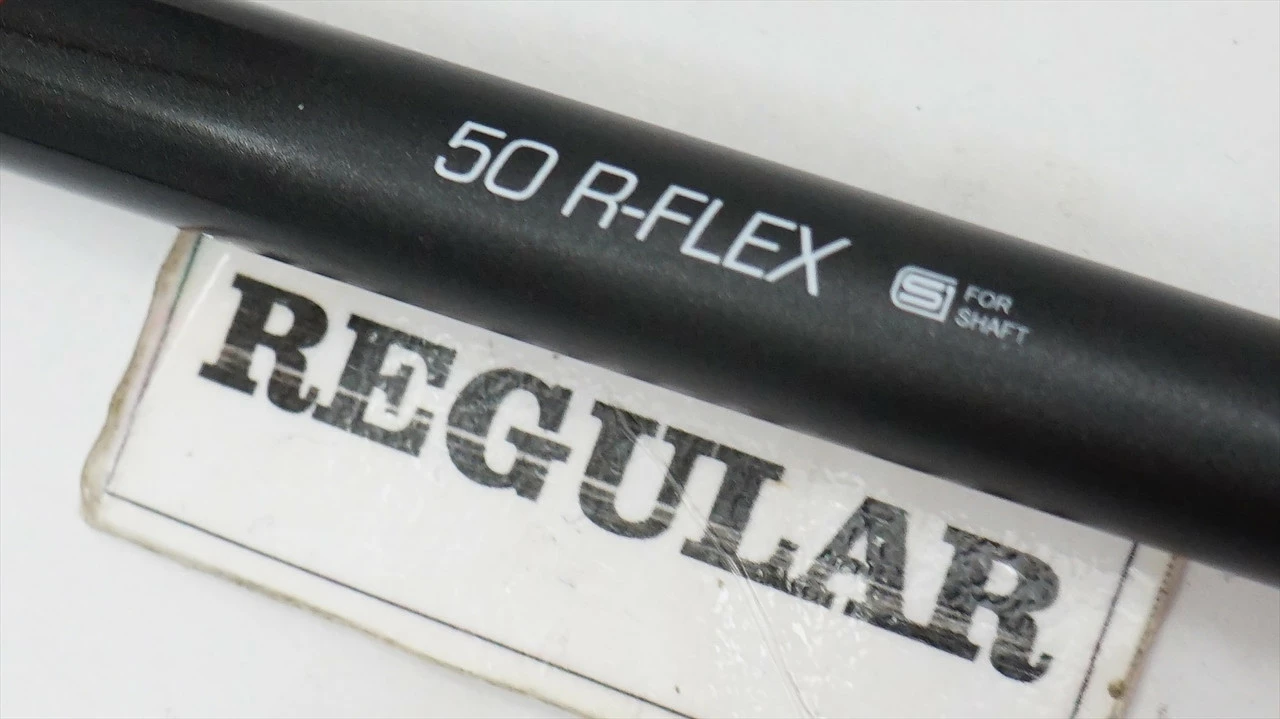 50 R-FLEX
FOR
SHAFT
REGULAR